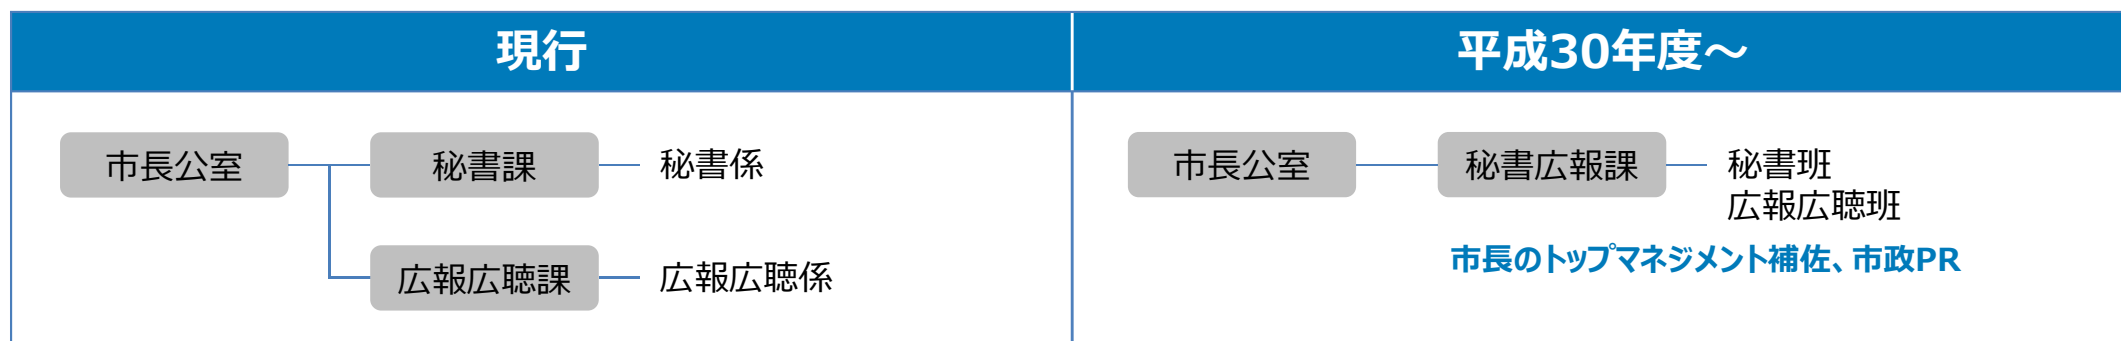 現行
平成30年度～
市長公室
秘書課
秘書係
広報広聴課
広報広聴係
市長公室
秘書広報課
秘書班
広報広聴班
市長のトップマネジメント補佐、市政PR